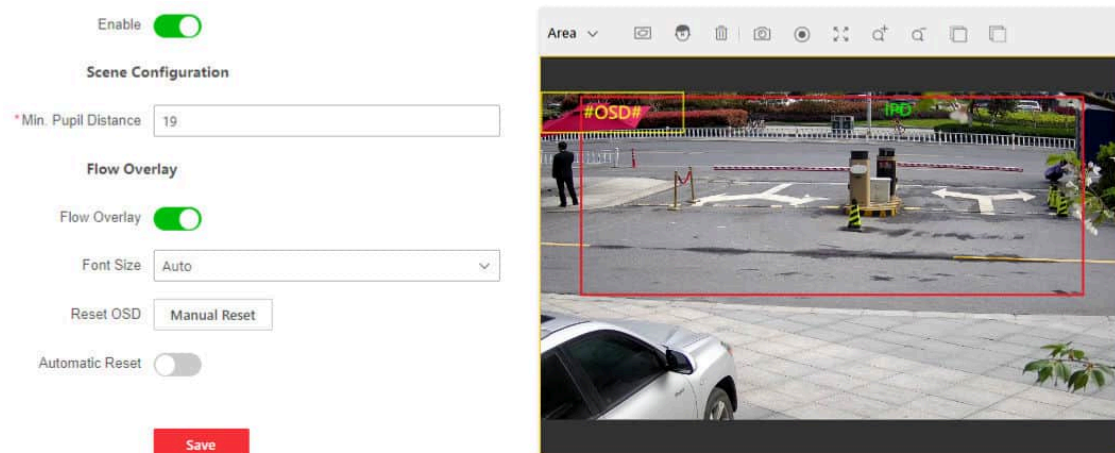 Enable
Scene Configuration
*Min. Pupil Distance 19
Flow Overlay
Flow Overlay
Font Size Auto
Reset OSD Manual Reset
Automatic Reset
Save
Area
#OSD#
IPD